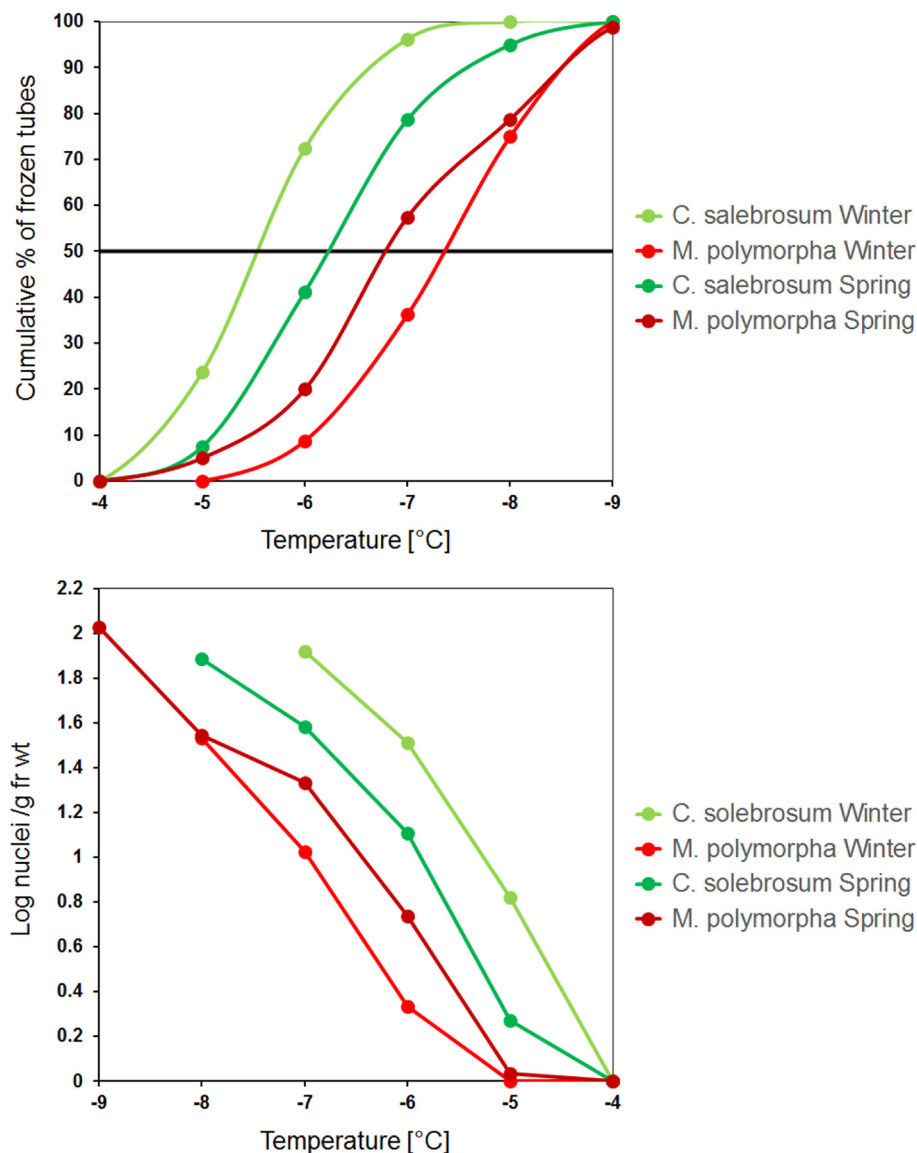 100
90
80
70
60
50
40
30
20
10
0
Cumulative % of frozen tubes
-4 -5 -6 -7 -8 -9
Temperature [°C]
C. salebrosum Winter
M. polymorpha Winter
C. salebrosum Spring
M. polymorpha Spring
2.2
2
1.8
1.6
1.4
1.2
1
0.8
0.6
0.4
0.2
0
Log nuclei /g fr wt
-9 -8 -7 -6 -5 -4
Temperature [°C]
C. solebrosum Winter
M. polymorpha Winter
C. solebrosum Spring
M. polymorpha Spring